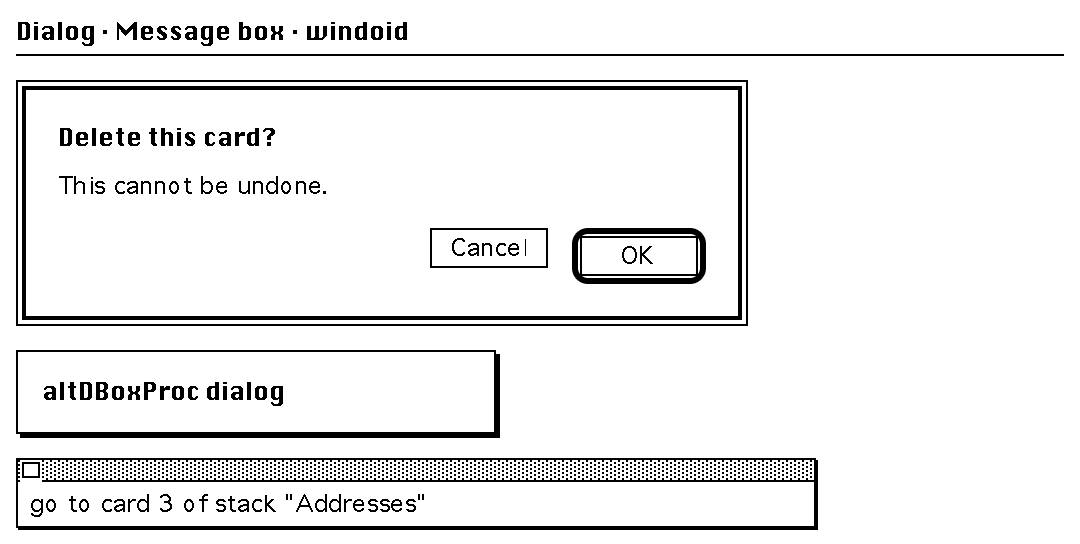 Dialog · Message box · windoid
Delete this card?
This cannot be undone.
Cancel
OK
altDBoxProc dialog
go to card 3 of stack "Addresses"